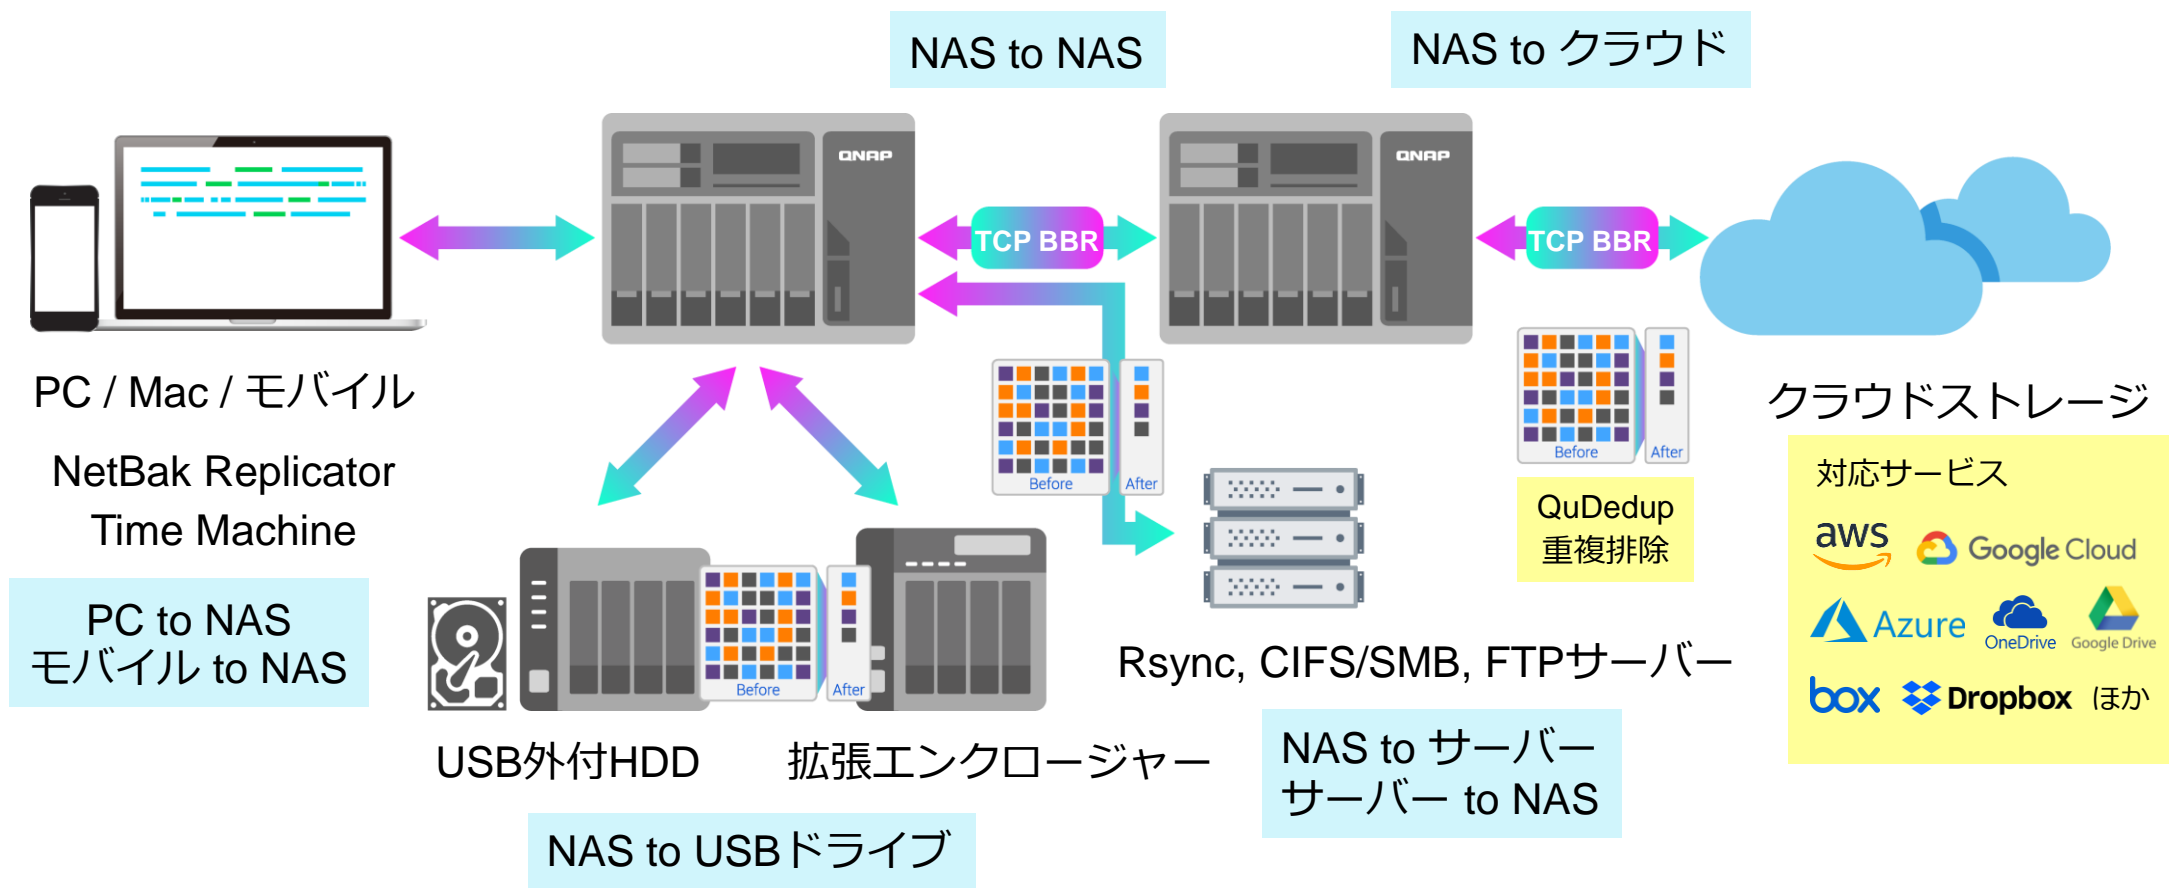 NAS to NAS
NAS to クラウド
QNAP
QNAP
TCP BBR
TCP BBR
PC / Mac / モバイル
NetBak Replicator
Time Machine
PC to NAS
モバイル to NAS
Before
After
Before
After
Before
After
QuDedup
重複排除
クラウドストレージ
対応サービス
aws
Google Cloud
Azure
OneDrive
Google Drive
box
Dropbox ほか
Rsync, CIFS/SMB, FTPサーバー
NAS to サーバー
サーバー to NAS
USB外付HDD
拡張エンクロージャー
NAS to USBドライブ